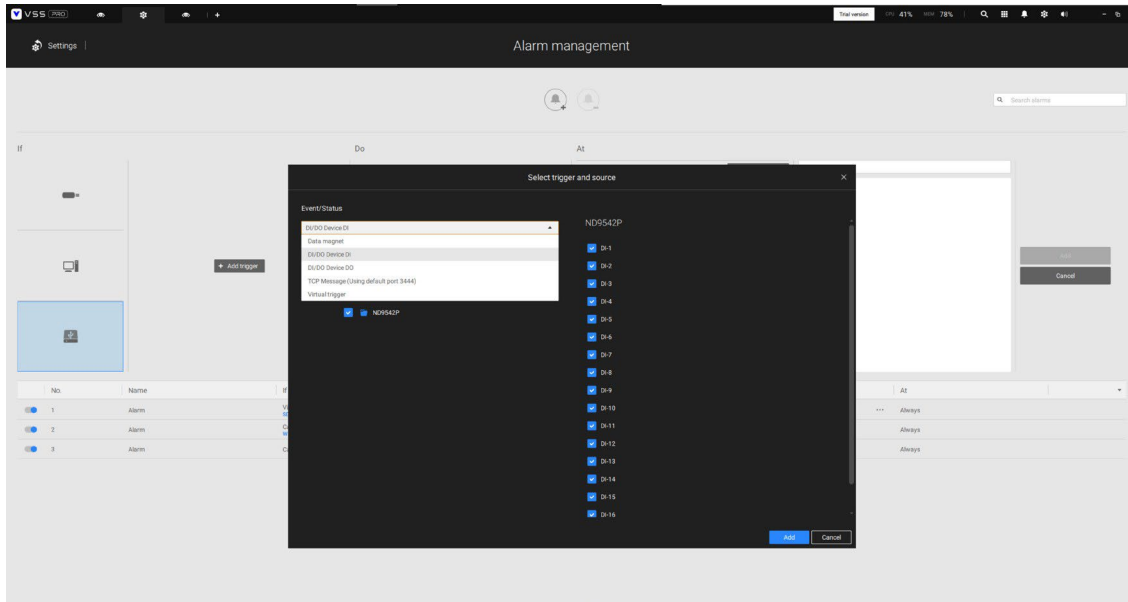 VSS PRO
Trial version
CPU 41% MEM 78%
Settings
Alarm management
Search alarms
If
Do
At
Select trigger and source
Event/Status
DI/DO Device DI
Data magnet
DI/DO Device DI
DI/DO Device DO
TCP Message (Using default port 3444)
Virtual trigger
ND9542P
ND9542P
DI-1
DI-2
DI-3
DI-4
DI-5
DI-6
DI-7
DI-8
DI-9
DI-10
DI-11
DI-12
DI-13
DI-14
DI-15
DI-16
Add
Cancel
+ Add trigger
Add
Cancel
No. Name If At
1 Alarm ... Always
2 Alarm Always
3 Alarm Always